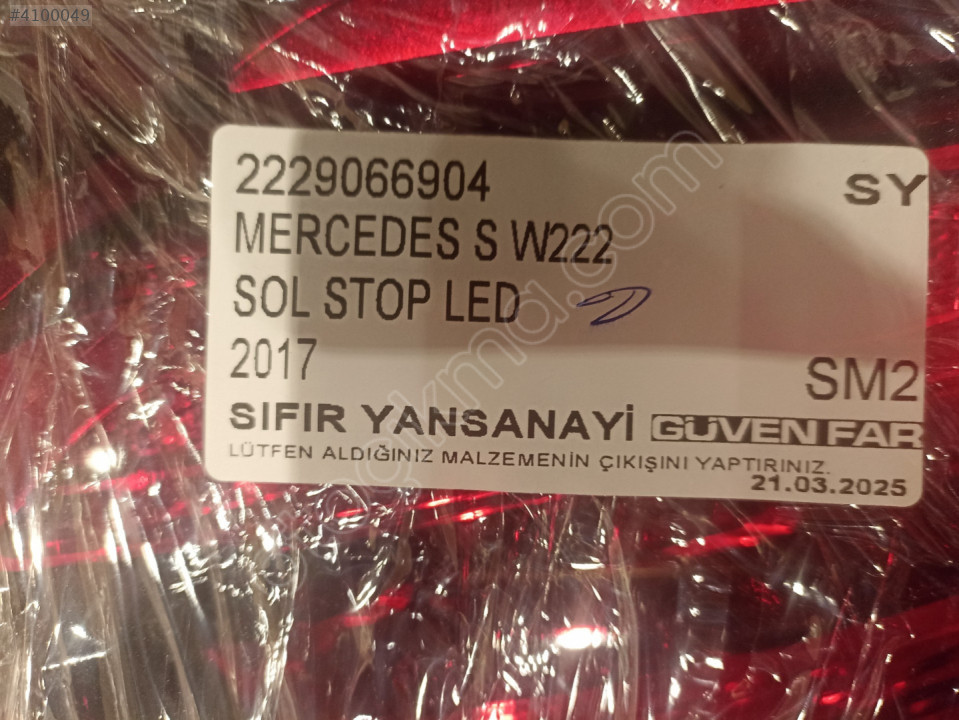 #4100049
2229066904
SY
MERCEDES S W222
SOL STOP LED
2017
SM2
SIFIR YANSANAYİ GÜVEN FAR
LÜTFEN ALDIĞINIZ MALZEMENİN ÇIKIŞINI YAPTIRINIZ.
21.03.2025